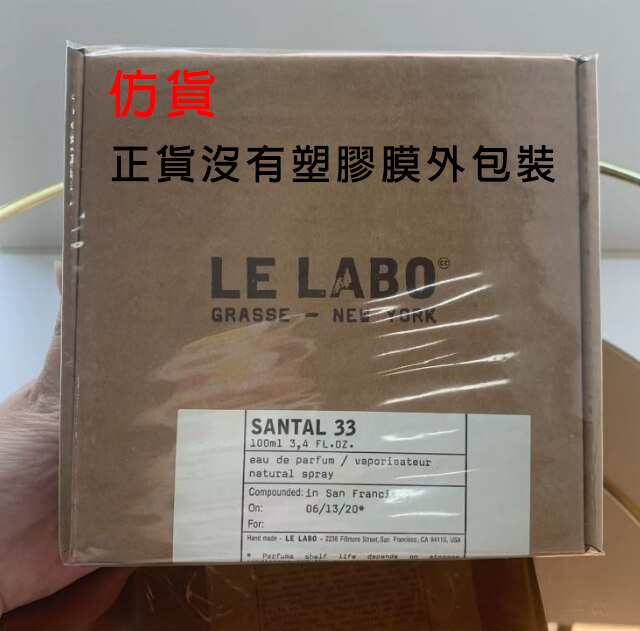 仿貨
正貨沒有塑膠膜外包裝
LE LABO
GRASSE — NEW YORK
SANTAL 33
100ml 3,4 FL.OZ.
eau de parfum / vaporisateur
natural spray
Compounded: in San
On: 06/13/20*
For:
Hand made - LE LABO - 2238 Fillmore Street, San Francisco, CA 94115, USA
* Perfume shelf life depends on storage